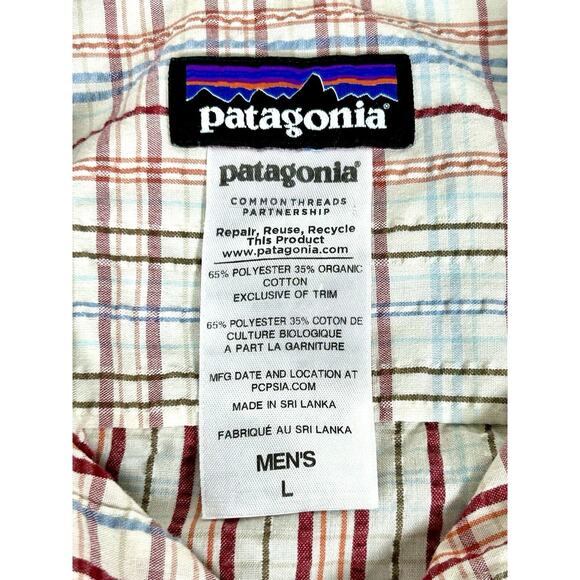 patagonia®
patagonia®
COMMON THREADS
PARTNERSHIP
Repair, Reuse, Recycle
This Product
www.patagonia.com
65% POLYESTER 35% ORGANIC
COTTON
EXCLUSIVE OF TRIM
65% POLYESTER 35% COTON DE
CULTURE BIOLOGIQUE
A PART LA GARNITURE
MFG DATE AND LOCATION AT
PCPSIA.COM
MADE IN SRI LANKA
FABRIQUÉ AU SRI LANKA
MEN'S
L